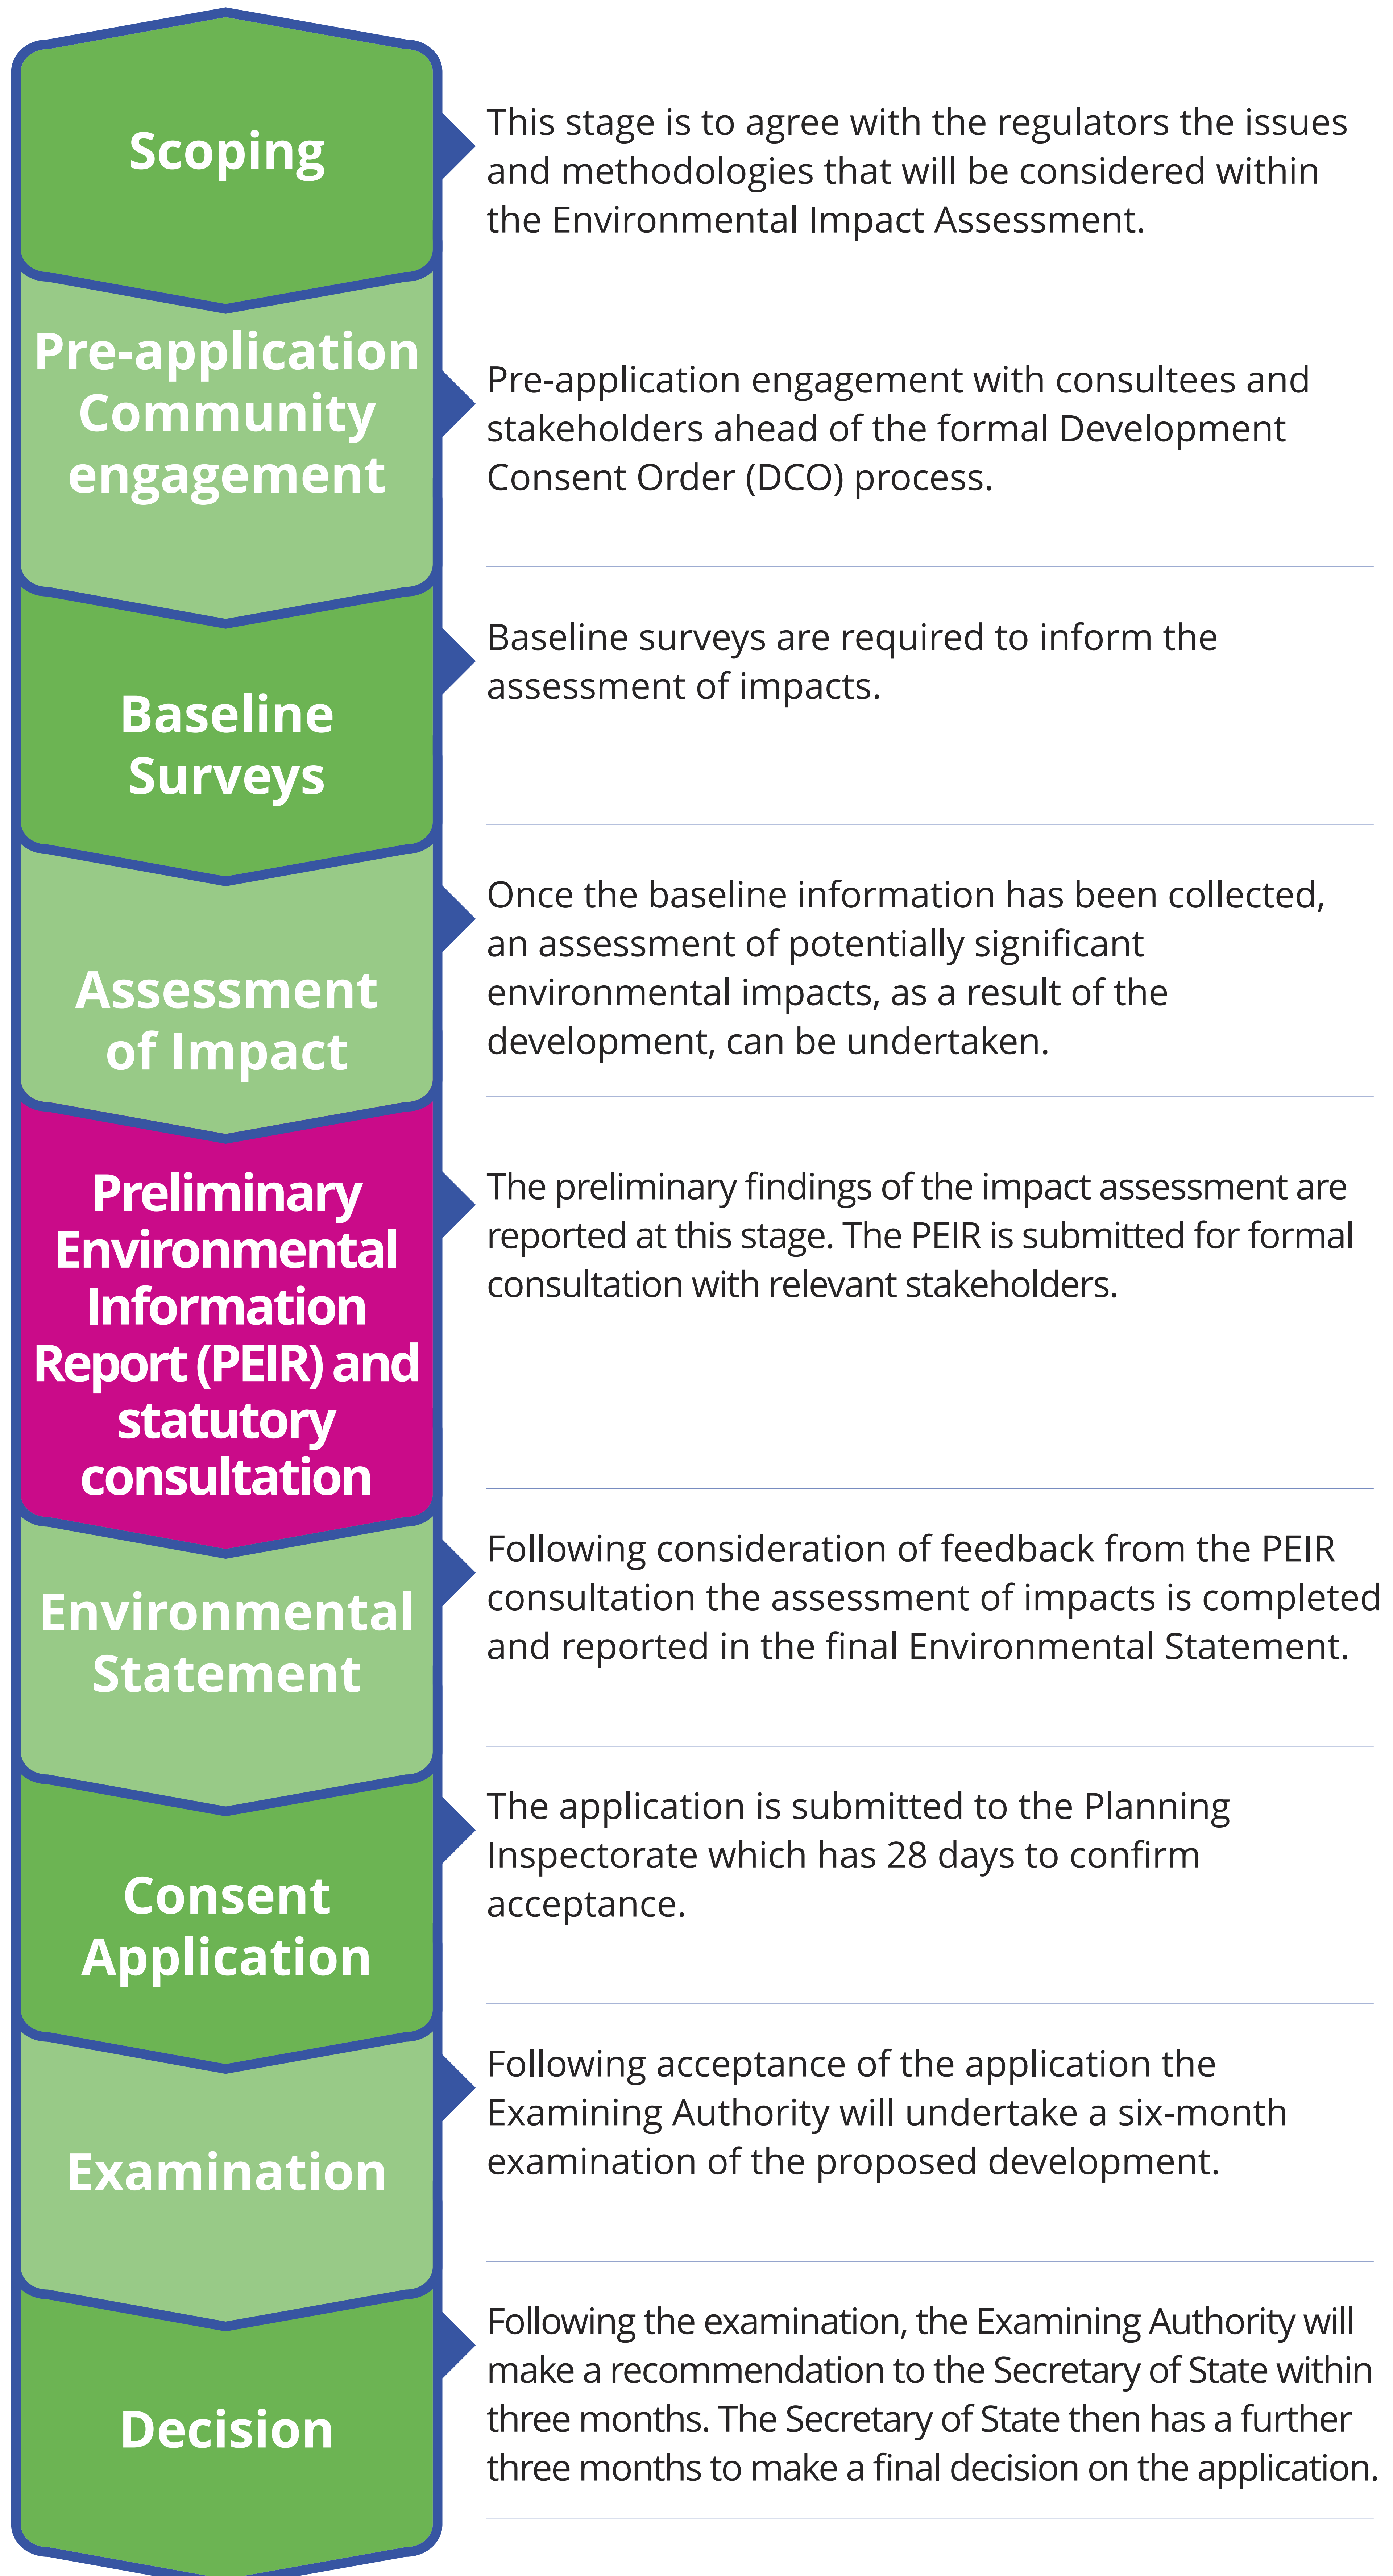 Scoping
This stage is to agree with the regulators the issues
and methodologies that will be considered within
the Environmental Impact Assessment.
Pre-application
Community
engagement
Pre-application engagement with consultees and
stakeholders ahead of the formal Development
Consent Order (DCO) process.
Baseline
Surveys
Baseline surveys are required to inform the
assessment of impacts.
Assessment
of Impact
Once the baseline information has been collected,
an assessment of potentially significant
environmental impacts, as a result of the
development, can be undertaken.
Preliminary
Environmental
Information
Report (PEIR) and
statutory
consultation
The preliminary findings of the impact assessment are
reported at this stage. The PEIR is submitted for formal
consultation with relevant stakeholders.
Environmental
Statement
Following consideration of feedback from the PEIR
consultation the assessment of impacts is completed
and reported in the final Environmental Statement.
Consent
Application
The application is submitted to the Planning
Inspectorate which has 28 days to confirm
acceptance.
Examination
Following acceptance of the application the
Examining Authority will undertake a six-month
examination of the proposed development.
Decision
Following the examination, the Examining Authority will
make a recommendation to the Secretary of State within
three months. The Secretary of State then has a further
three months to make a final decision on the application.